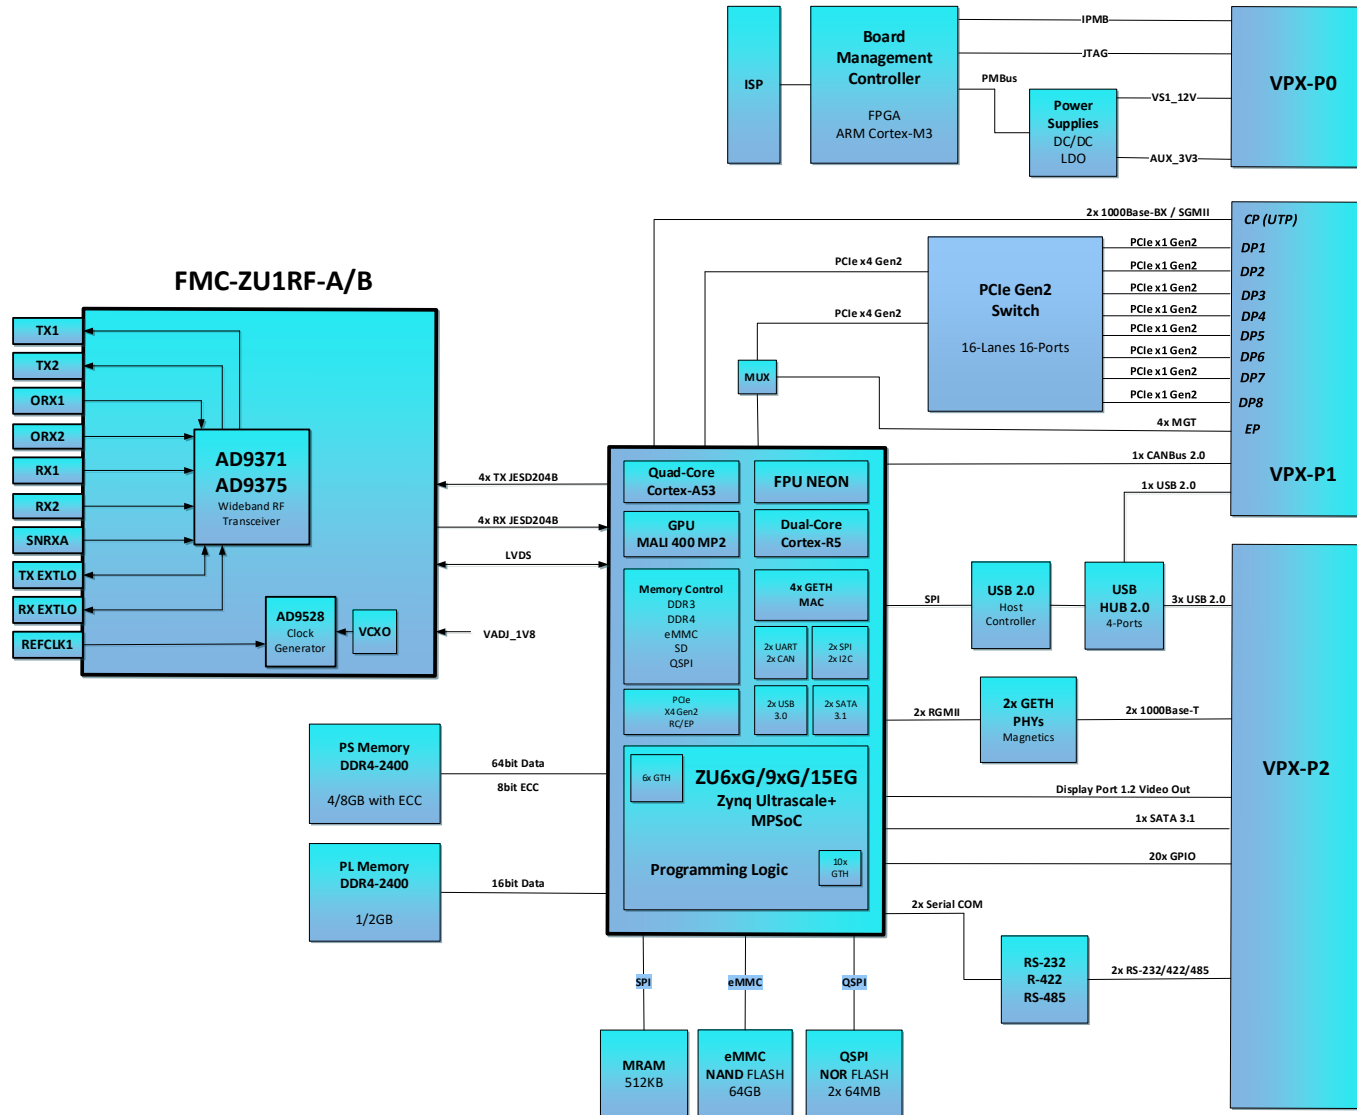 IPMB
JTAG
PMBus
VS1_12V
AUX_3V3
ISP
Board
Management
Controller
FPGA
ARM Cortex-M3
Power
Supplies
DC/DC
LDO
VPX-P0
2x 1000Base-BX / SGMII
CP (UTP)
PCIe x4 Gen2
PCIe x4 Gen2
PCIe Gen2
Switch
16-Lanes 16-Ports
PCIe x1 Gen2
DP1
PCIe x1 Gen2
DP2
PCIe x1 Gen2
DP3
PCIe x1 Gen2
DP4
PCIe x1 Gen2
DP5
PCIe x1 Gen2
DP6
PCIe x1 Gen2
DP7
PCIe x1 Gen2
DP8
MUX
4x MGT
EP
1x CANBus 2.0
VPX-P1
1x USB 2.0
FMC-ZU1RF-A/B
TX1
TX2
ORX1
ORX2
RX1
RX2
SNRXA
TX EXTLO
RX EXTLO
REFCLK1
AD9371
AD9375
Wideband RF
Transceiver
AD9528
Clock
Generator
VCXO
4x TX JESD204B
4x RX JESD204B
LVDS
VADJ_1V8
Quad-Core
Cortex-A53
FPU NEON
GPU
MALI 400 MP2
Dual-Core
Cortex-R5
Memory Control
DDR3
DDR4
eMMC
SD
QSPI
4x GETH
MAC
2x UART
2x CAN
2x SPI
2x I2C
PCIe
X4 Gen2
RC/EP
2x USB
3.0
2x SATA
3.1
6x GTH
ZU6xG/9xG/15EG
Zynq Ultrascale+
MPSoC
Programming Logic
10x
GTH
SPI
USB 2.0
Host
Controller
USB
HUB 2.0
4-Ports
3x USB 2.0
2x RGMII
2x GETH
PHYs
Magnetics
2x 1000Base-T
VPX-P2
Display Port 1.2 Video Out
1x SATA 3.1
20x GPIO
2x Serial COM
RS-232
R-422
RS-485
2x RS-232/422/485
PS Memory
DDR4-2400
4/8GB with ECC
64bit Data
8bit ECC
PL Memory
DDR4-2400
1/2GB
16bit Data
SPI
eMMC
QSPI
MRAM
512KB
eMMC
NAND FLASH
64GB
QSPI
NOR FLASH
2x 64MB